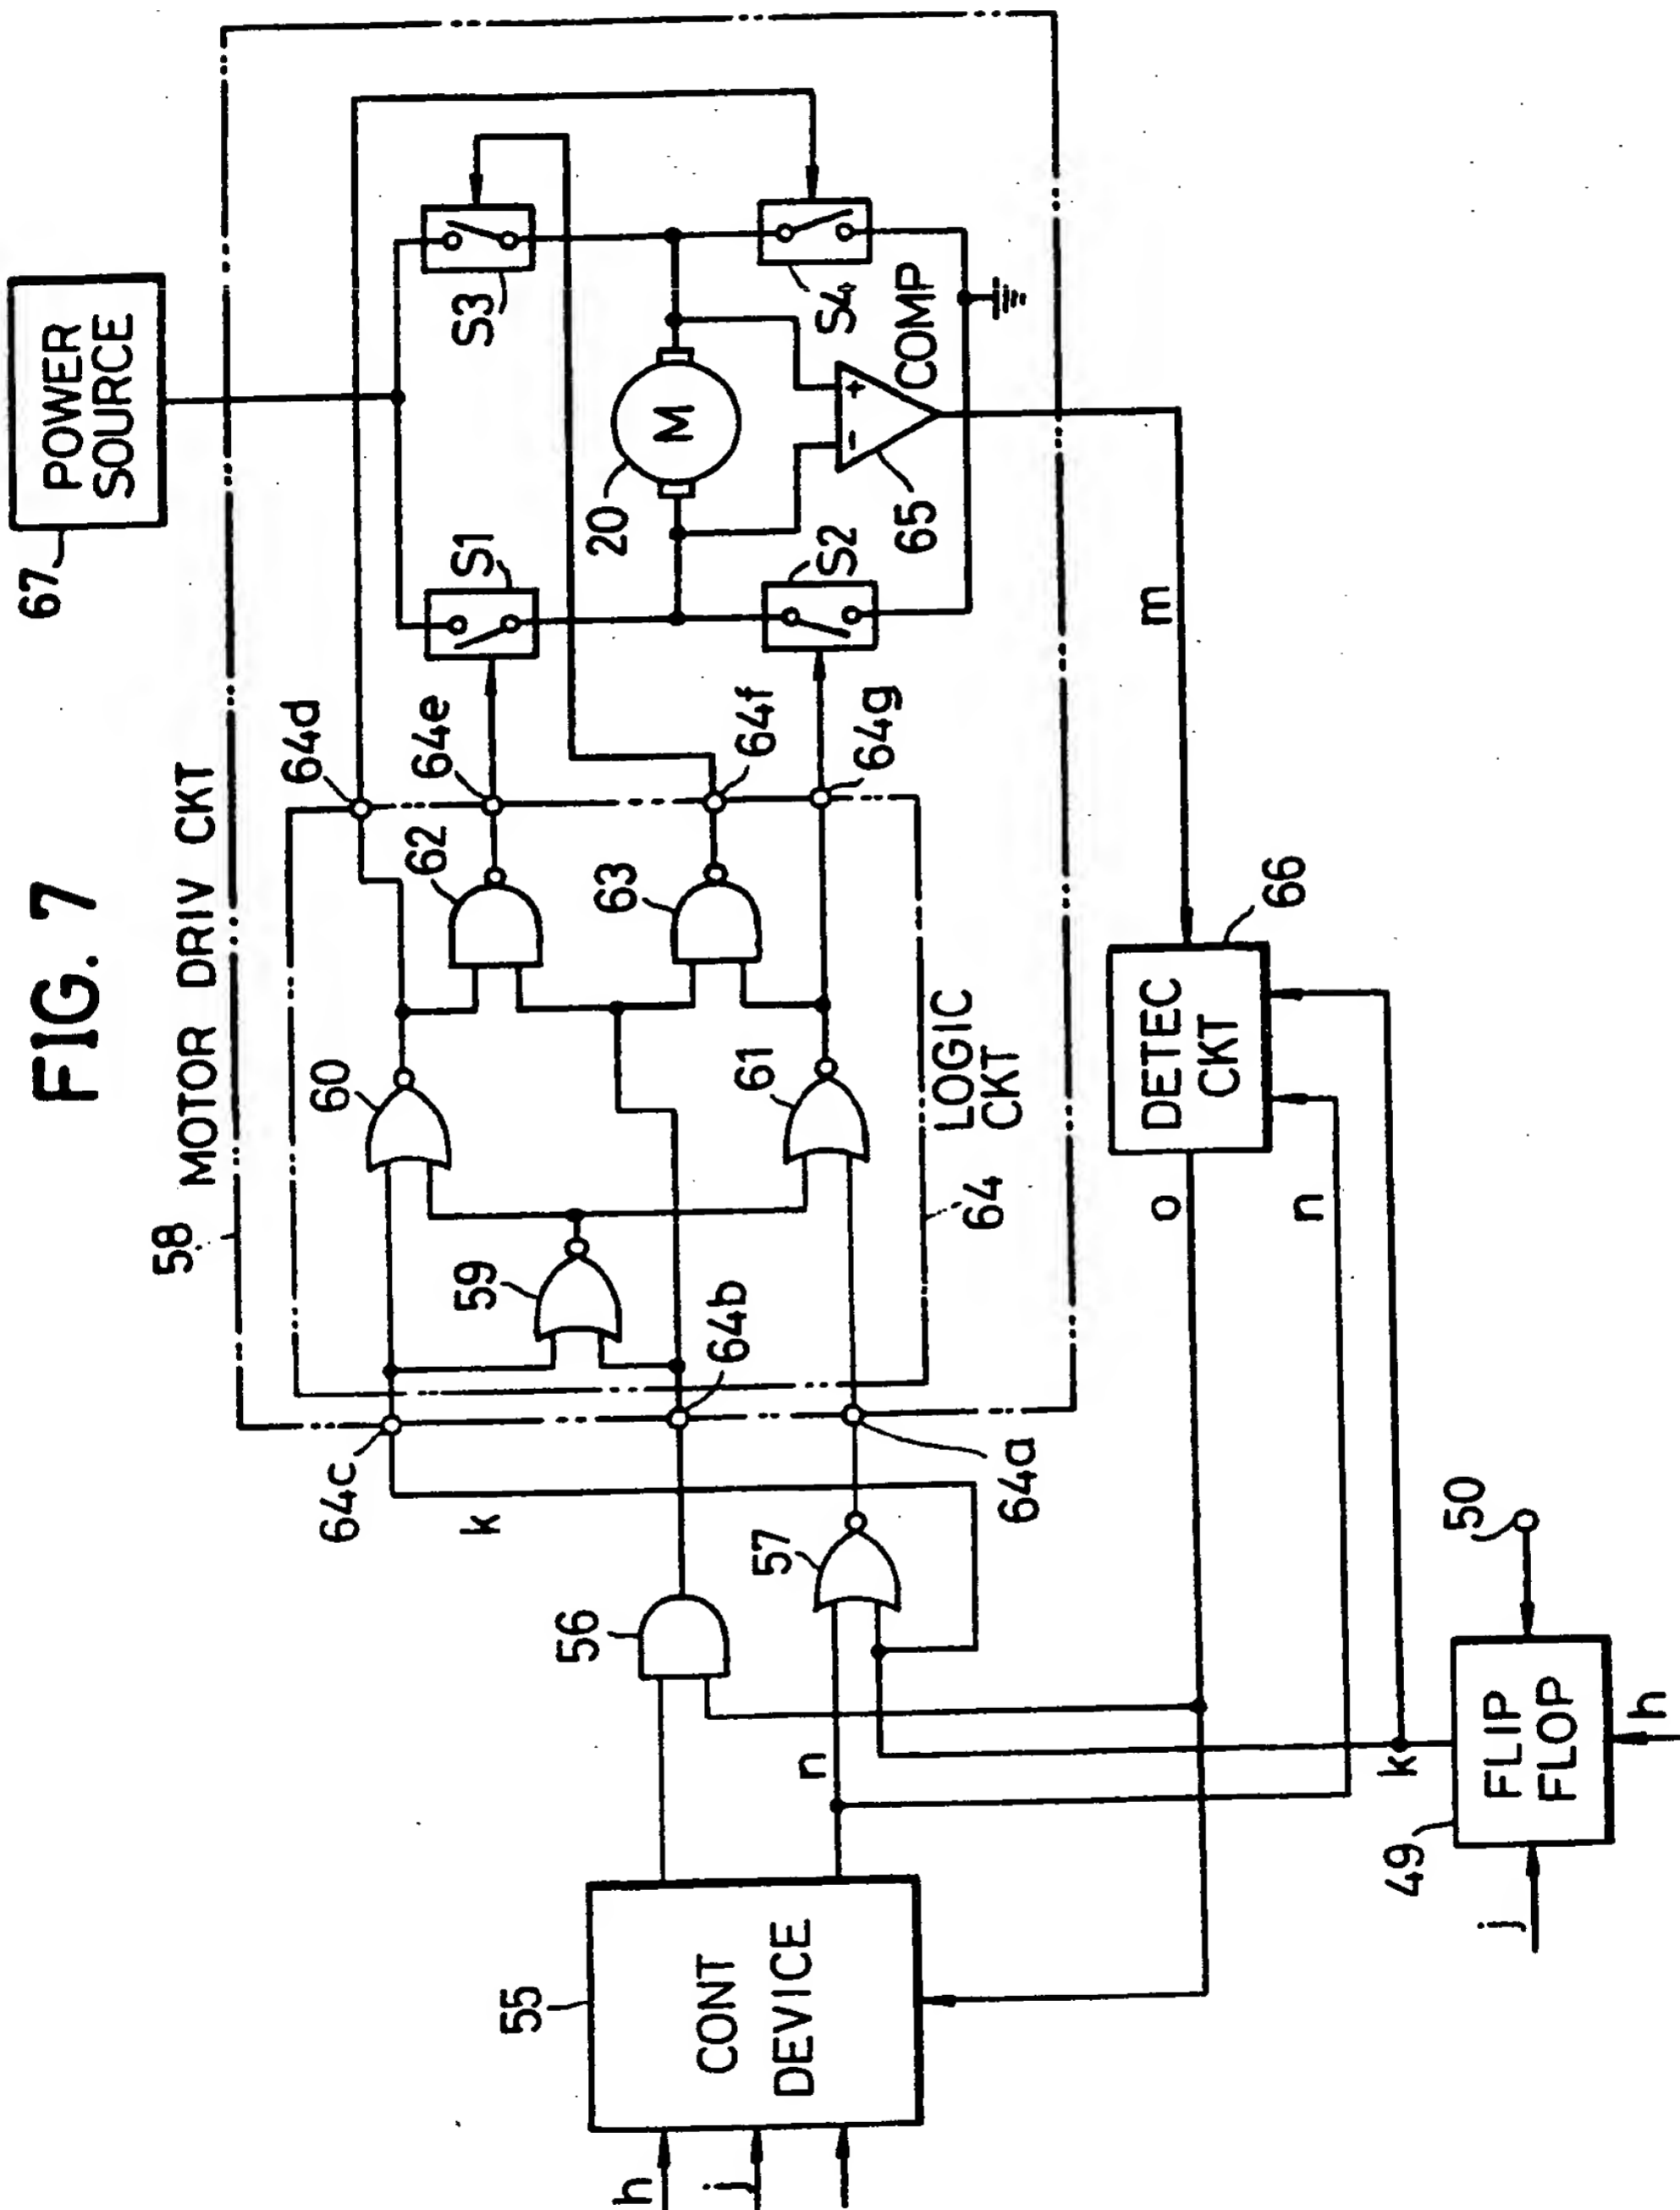 FIG. 7
67
POWER
SOURCE
58
MOTOR DRIV CKT
64d
64e
64f
64g
S1
S3
S2
S4
20
M
-
+
65
COMP
60
62
59
63
61
LOGIC
CKT
64
64c
64b
64a
k
56
57
n
m
o
n
DETEC
CKT
66
55
CONT
DEVICE
h
j
k
50
49
FLIP
FLOP
j
h